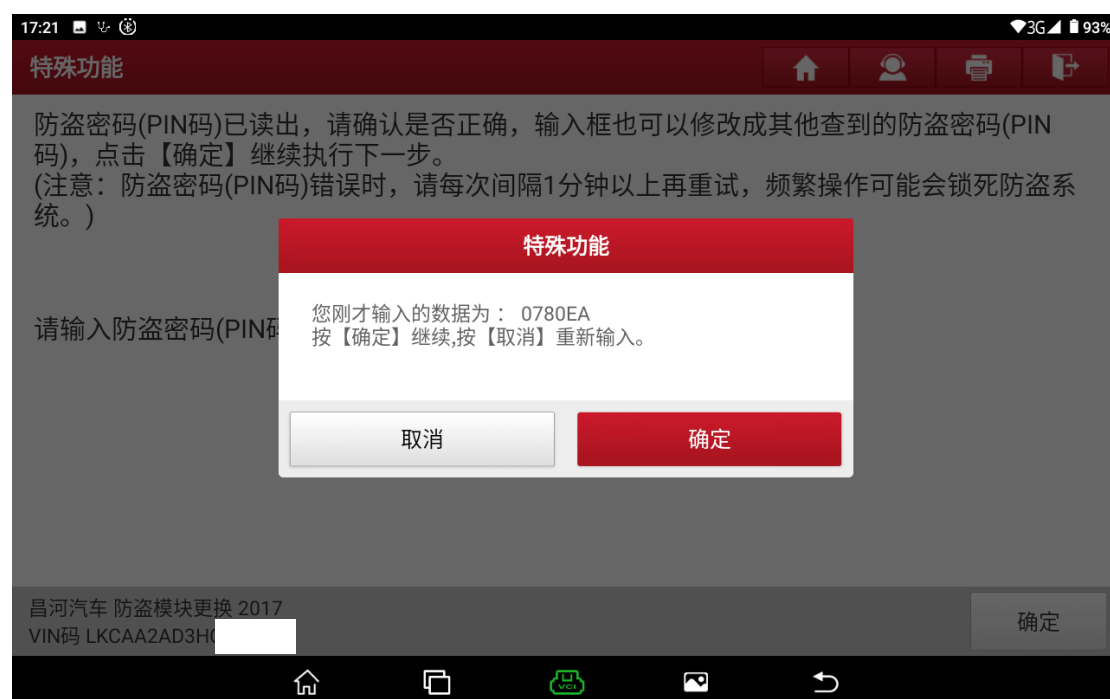 17:21 3G 93%
特殊功能
防盗密码(PIN码)已读出，请确认是否正确，输入框也可以修改成其他查到的防盗密码(PIN
码)，点击【确定】继续执行下一步。
(注意：防盗密码(PIN码)错误时，请每次间隔1分钟以上再重试，频繁操作可能会锁死防盗系
统。)
特殊功能
请输入防盗密码(PIN码
您刚才输入的数据为： 0780EA
按【确定】继续,按【取消】重新输入。
取消 确定
昌河汽车 防盗模块更换 2017
VIN码 LKCAA2AD3H
确定
VCI